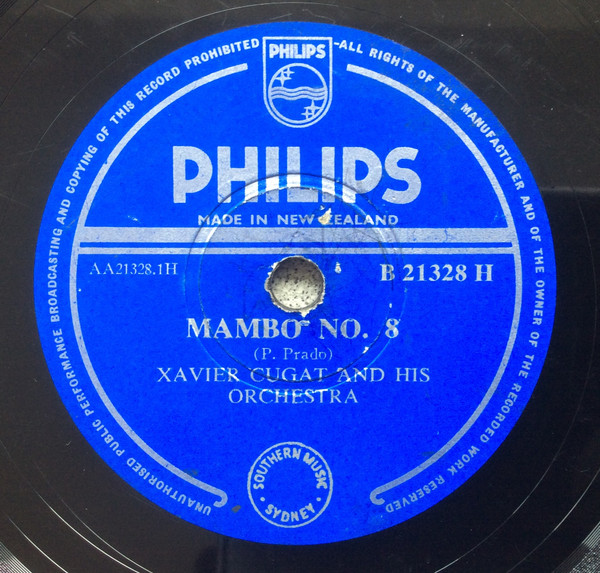 UNAUTHORISED PUBLIC PERFORMANCE BROADCASTING AND COPYING OF THIS RECORD PROHIBITED—ALL RIGHTS OF THE MANUFACTURER AND OF THE OWNER OF THE RECORDED WORK RESERVED
PHILIPS
PHILIPS
MADE IN NEW ZEALAND
AA21328.1H
B 21328 H
MAMBO NO. 8
(P. Prado)
XAVIER CUGAT AND HIS
ORCHESTRA
SOUTHERN MUSIC
· SYDNEY ·